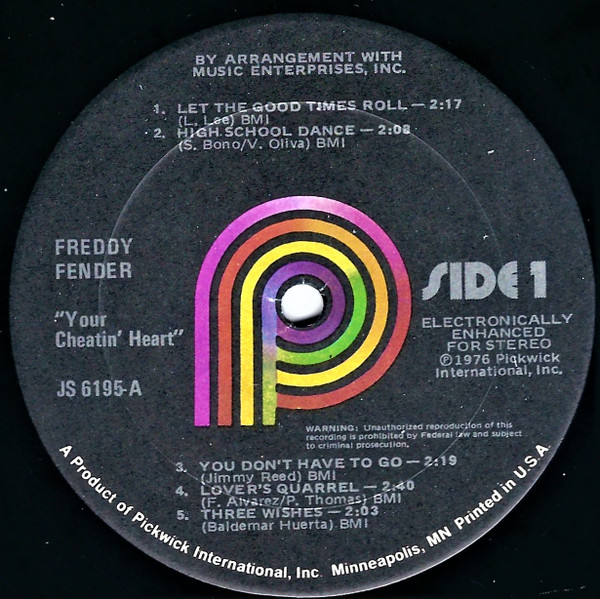 BY ARRANGEMENT WITH
MUSIC ENTERPRISES, INC.
1. LET THE GOOD TIMES ROLL — 2:17
(L. Lee) BMI
2. HIGH SCHOOL DANCE — 2:08
(S. Bono/V. Oliva) BMI
FREDDY
FENDER
"Your
Cheatin' Heart"
JS 6195-A
SIDE 1
ELECTRONICALLY
ENHANCED
FOR STEREO
℗1976 Pickwick
International, Inc.
WARNING: Unauthorized reproduction of this
recording is prohibited by Federal law and subject
to criminal prosecution.
3. YOU DON'T HAVE TO GO — 2:19
(Jimmy Reed) BMI
4. LOVER'S QUARREL — 2:40
(F. Alvarez/P. Thomas) BMI
5. THREE WISHES — 2:03
(Baldemar Huerta) BMI
A Product of Pickwick International, Inc. Minneapolis, MN Printed in U.S.A.